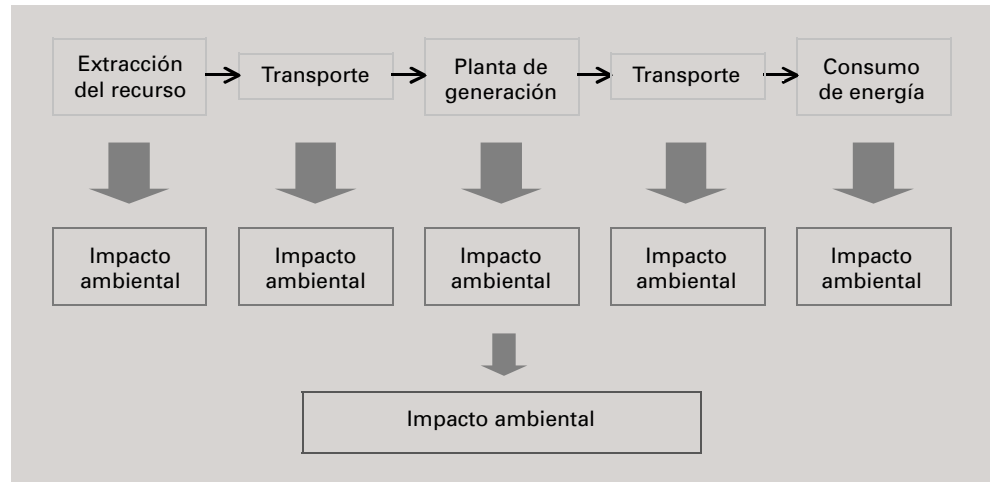 Extracción
del recurso
Transporte
Planta de
generación
Transporte
Consumo
de energía
Impacto
ambiental
Impacto
ambiental
Impacto
ambiental
Impacto
ambiental
Impacto
ambiental
Impacto ambiental